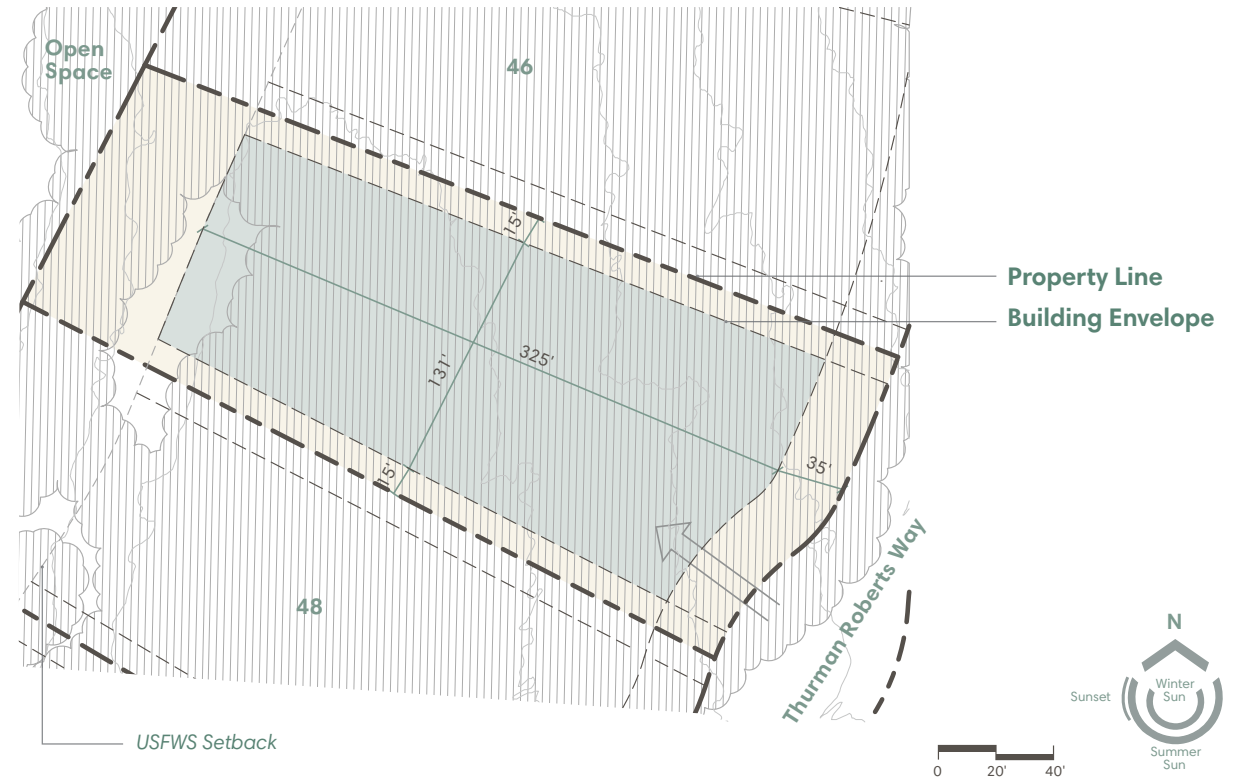 Open
Space
46
15'
Property Line
Building Envelope
325'
131'
35'
15'
Thurman Roberts Way
48
N
Winter
Sun
Sunset
Summer
Sun
USFWS Setback
0 20' 40'